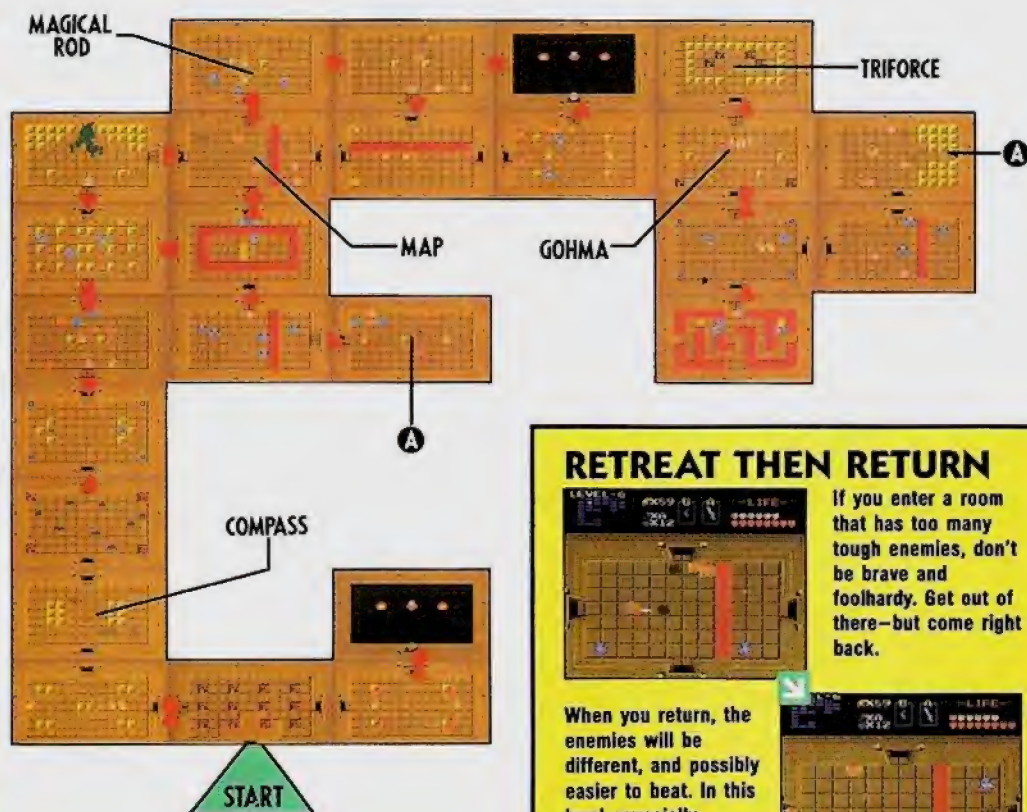 MAGICAL
ROD
TRIFORCE
A
MAP
GOHMA
A
COMPASS
START
RETREAT THEN RETURN
LEVEL-6
-LIFE-
If you enter a room
that has too many
tough enemies, don't
be brave and
foolhardy. Get out of
there—but come right
back.
When you return, the
enemies will be
different, and possibly
easier to beat. In this
-LIFE-